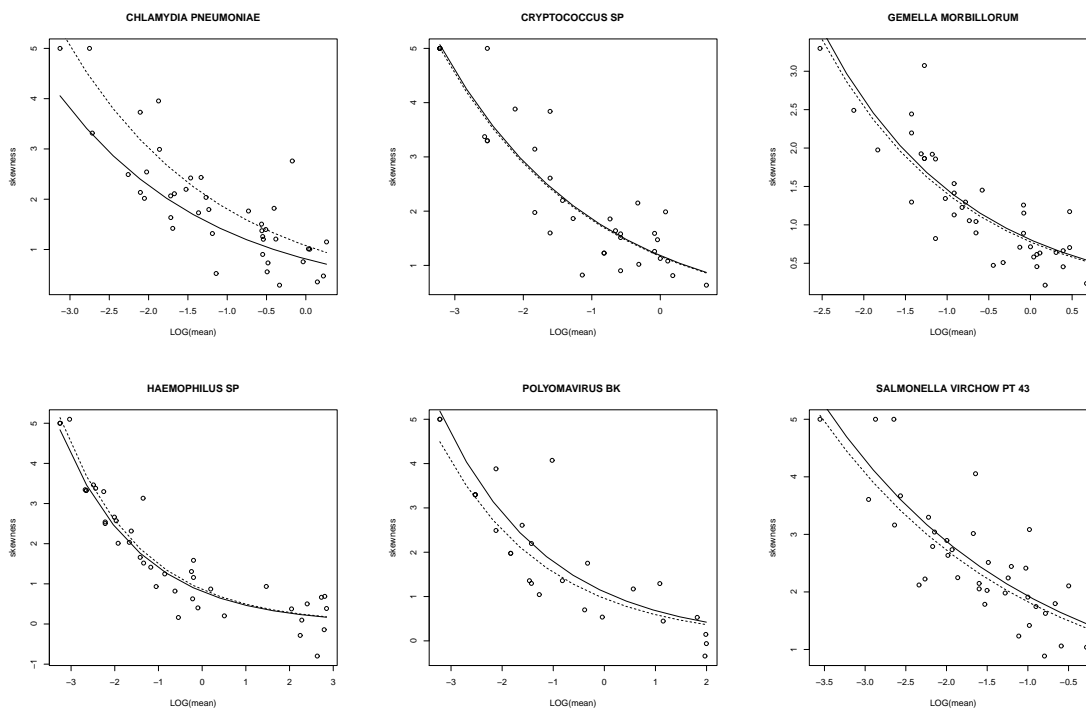 CHLAMYDIA PNEUMONIAE
5
4
3
2
1
skewness
−3.0 −2.5 −2.0 −1.5 −1.0 −0.5 0.0
LOG(mean)
CRYPTOCOCCUS SP
5
4
3
2
1
skewness
−3 −2 −1 0
LOG(mean)
GEMELLA MORBILLORUM
3.0
2.5
2.0
1.5
1.0
0.5
skewness
−2.5 −2.0 −1.5 −1.0 −0.5 0.0 0.5
LOG(mean)
HAEMOPHILUS SP
5
4
3
2
1
0
−1
skewness
−3 −2 −1 0 1 2 3
LOG(mean)
POLYOMAVIRUS BK
5
4
3
2
1
0
skewness
−3 −2 −1 0 1 2
LOG(mean)
SALMONELLA VIRCHOW PT 43
5
4
3
2
1
skewness
−3.5 −3.0 −2.5 −2.0 −1.5 −1.0 −0.5
LOG(mean)